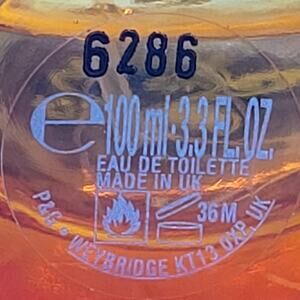 6286
℮100 ml·3.3 FL. OZ.
EAU DE TOILETTE
MADE IN UK
36M
P&G • WEYBRIDGE KT13 0XP, UK